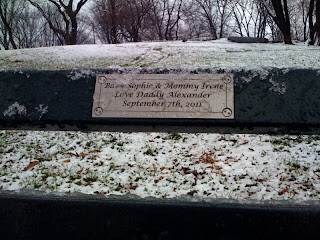 Sophie & Mommy Irene
Love Daddy Alexander
September 7th, 2011